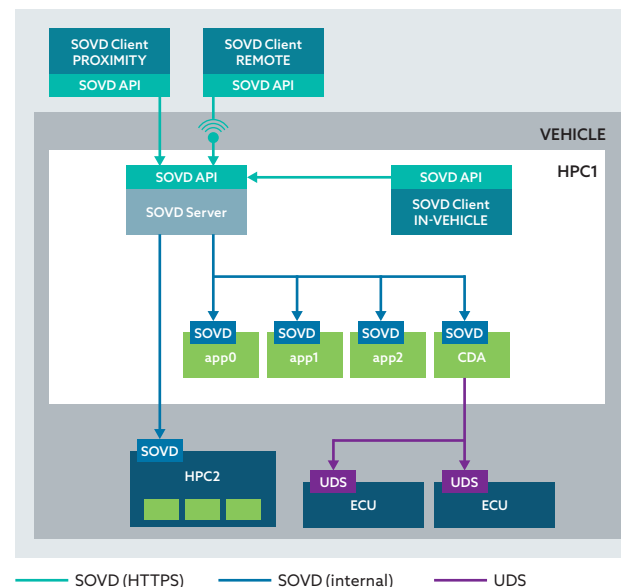 SOVD Client
PROXIMITY
SOVD API
SOVD Client
REMOTE
SOVD API
VEHICLE
HPC1
SOVD API
SOVD Server
SOVD API
SOVD Client
IN-VEHICLE
SOVD
app0
SOVD
app1
SOVD
app2
SOVD
CDA
SOVD
HPC2
UDS
ECU
UDS
ECU
SOVD (HTTPS)
SOVD (internal)
UDS